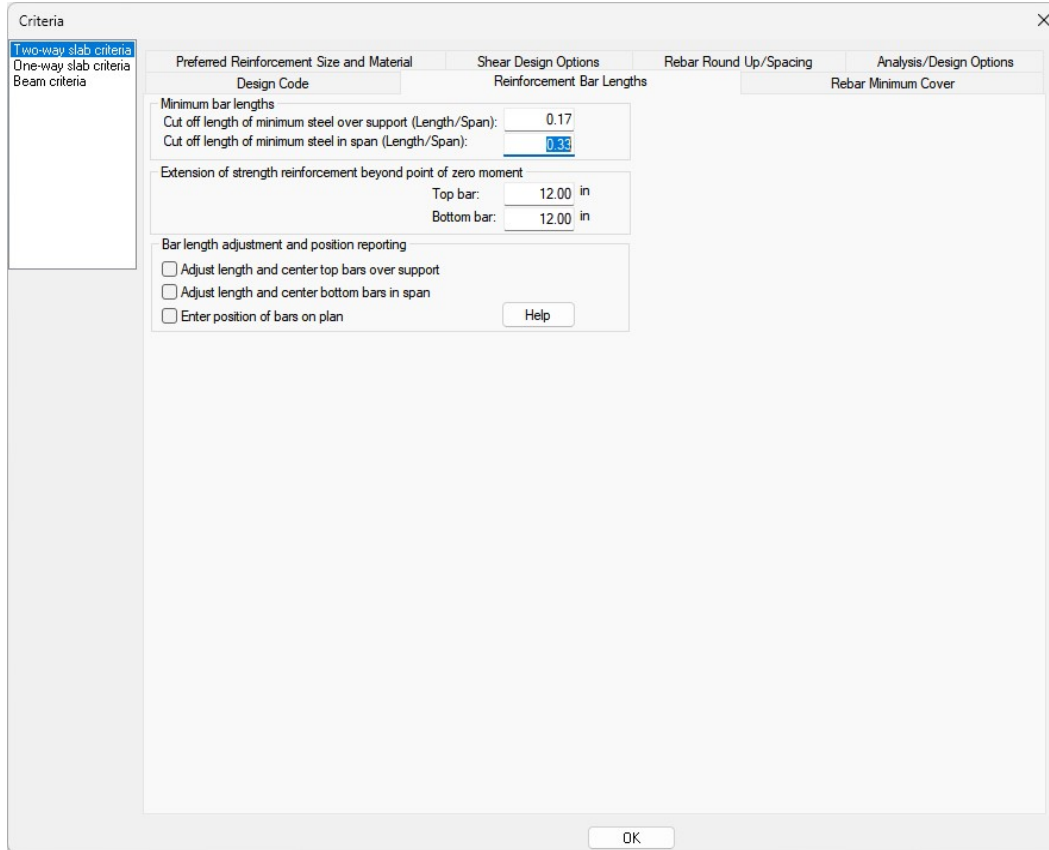 Criteria
Two-way slab criteria
One-way slab criteria
Beam criteria
Preferred Reinforcement Size and Material
Shear Design Options
Rebar Round Up/Spacing
Analysis/Design Options
Design Code
Reinforcement Bar Lengths
Rebar Minimum Cover
Minimum bar lengths
Cut off length of minimum steel over support (Length/Span): 0.17
Cut off length of minimum steel in span (Length/Span): 0.33
Extension of strength reinforcement beyond point of zero moment
Top bar: 12.00 in
Bottom bar: 12.00 in
Bar length adjustment and position reporting
Adjust length and center top bars over support
Adjust length and center bottom bars in span
Enter position of bars on plan
Help
OK